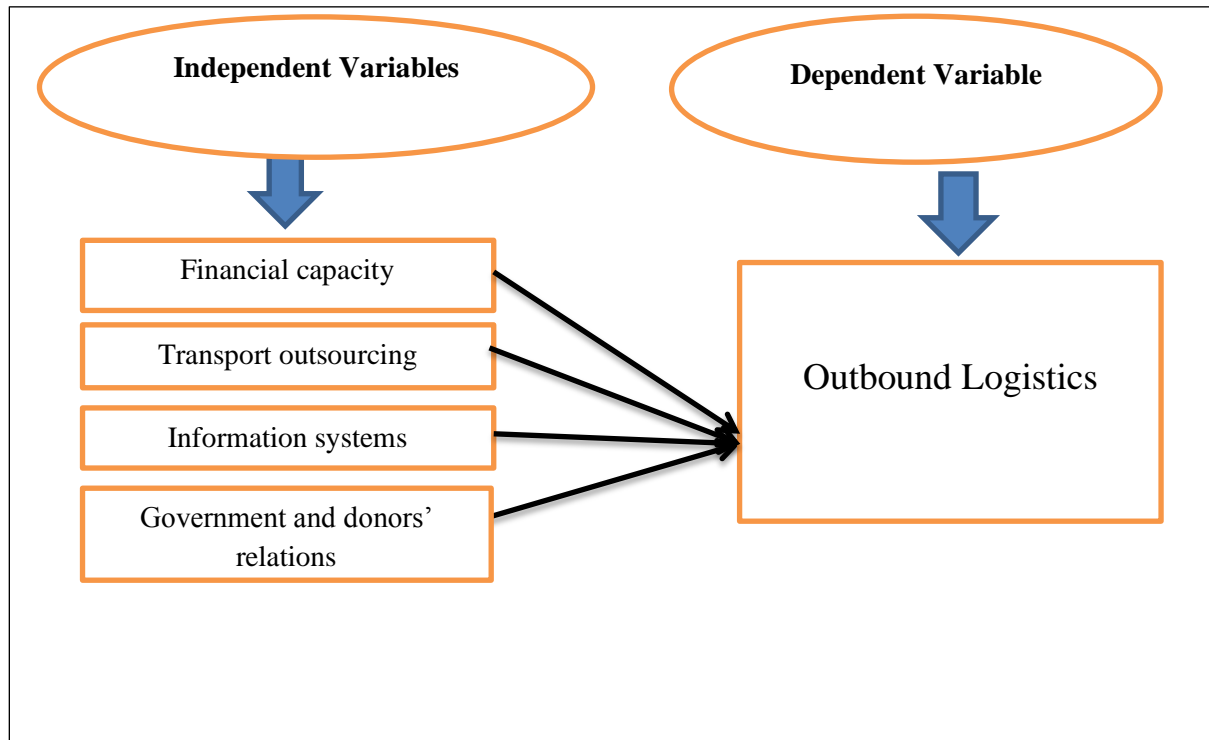 Independent Variables
Dependent Variable
Financial capacity
Transport outsourcing
Information systems
Government and donors’
relations
Outbound Logistics